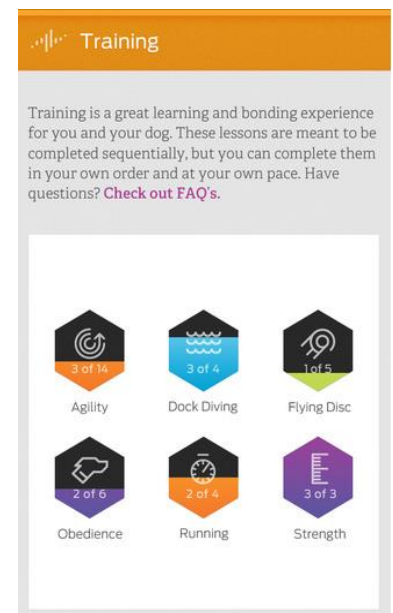 Training
Training is a great learning and bonding experience
for you and your dog. These lessons are meant to be
completed sequentially, but you can complete them
in your own order and at your own pace. Have
questions? Check out FAQ's.
3 of 14
3 of 4
1 of 5
Agility
Dock Diving
Flying Disc
2 of 6
2 of 4
3 of 3
Obedience
Running
Strength